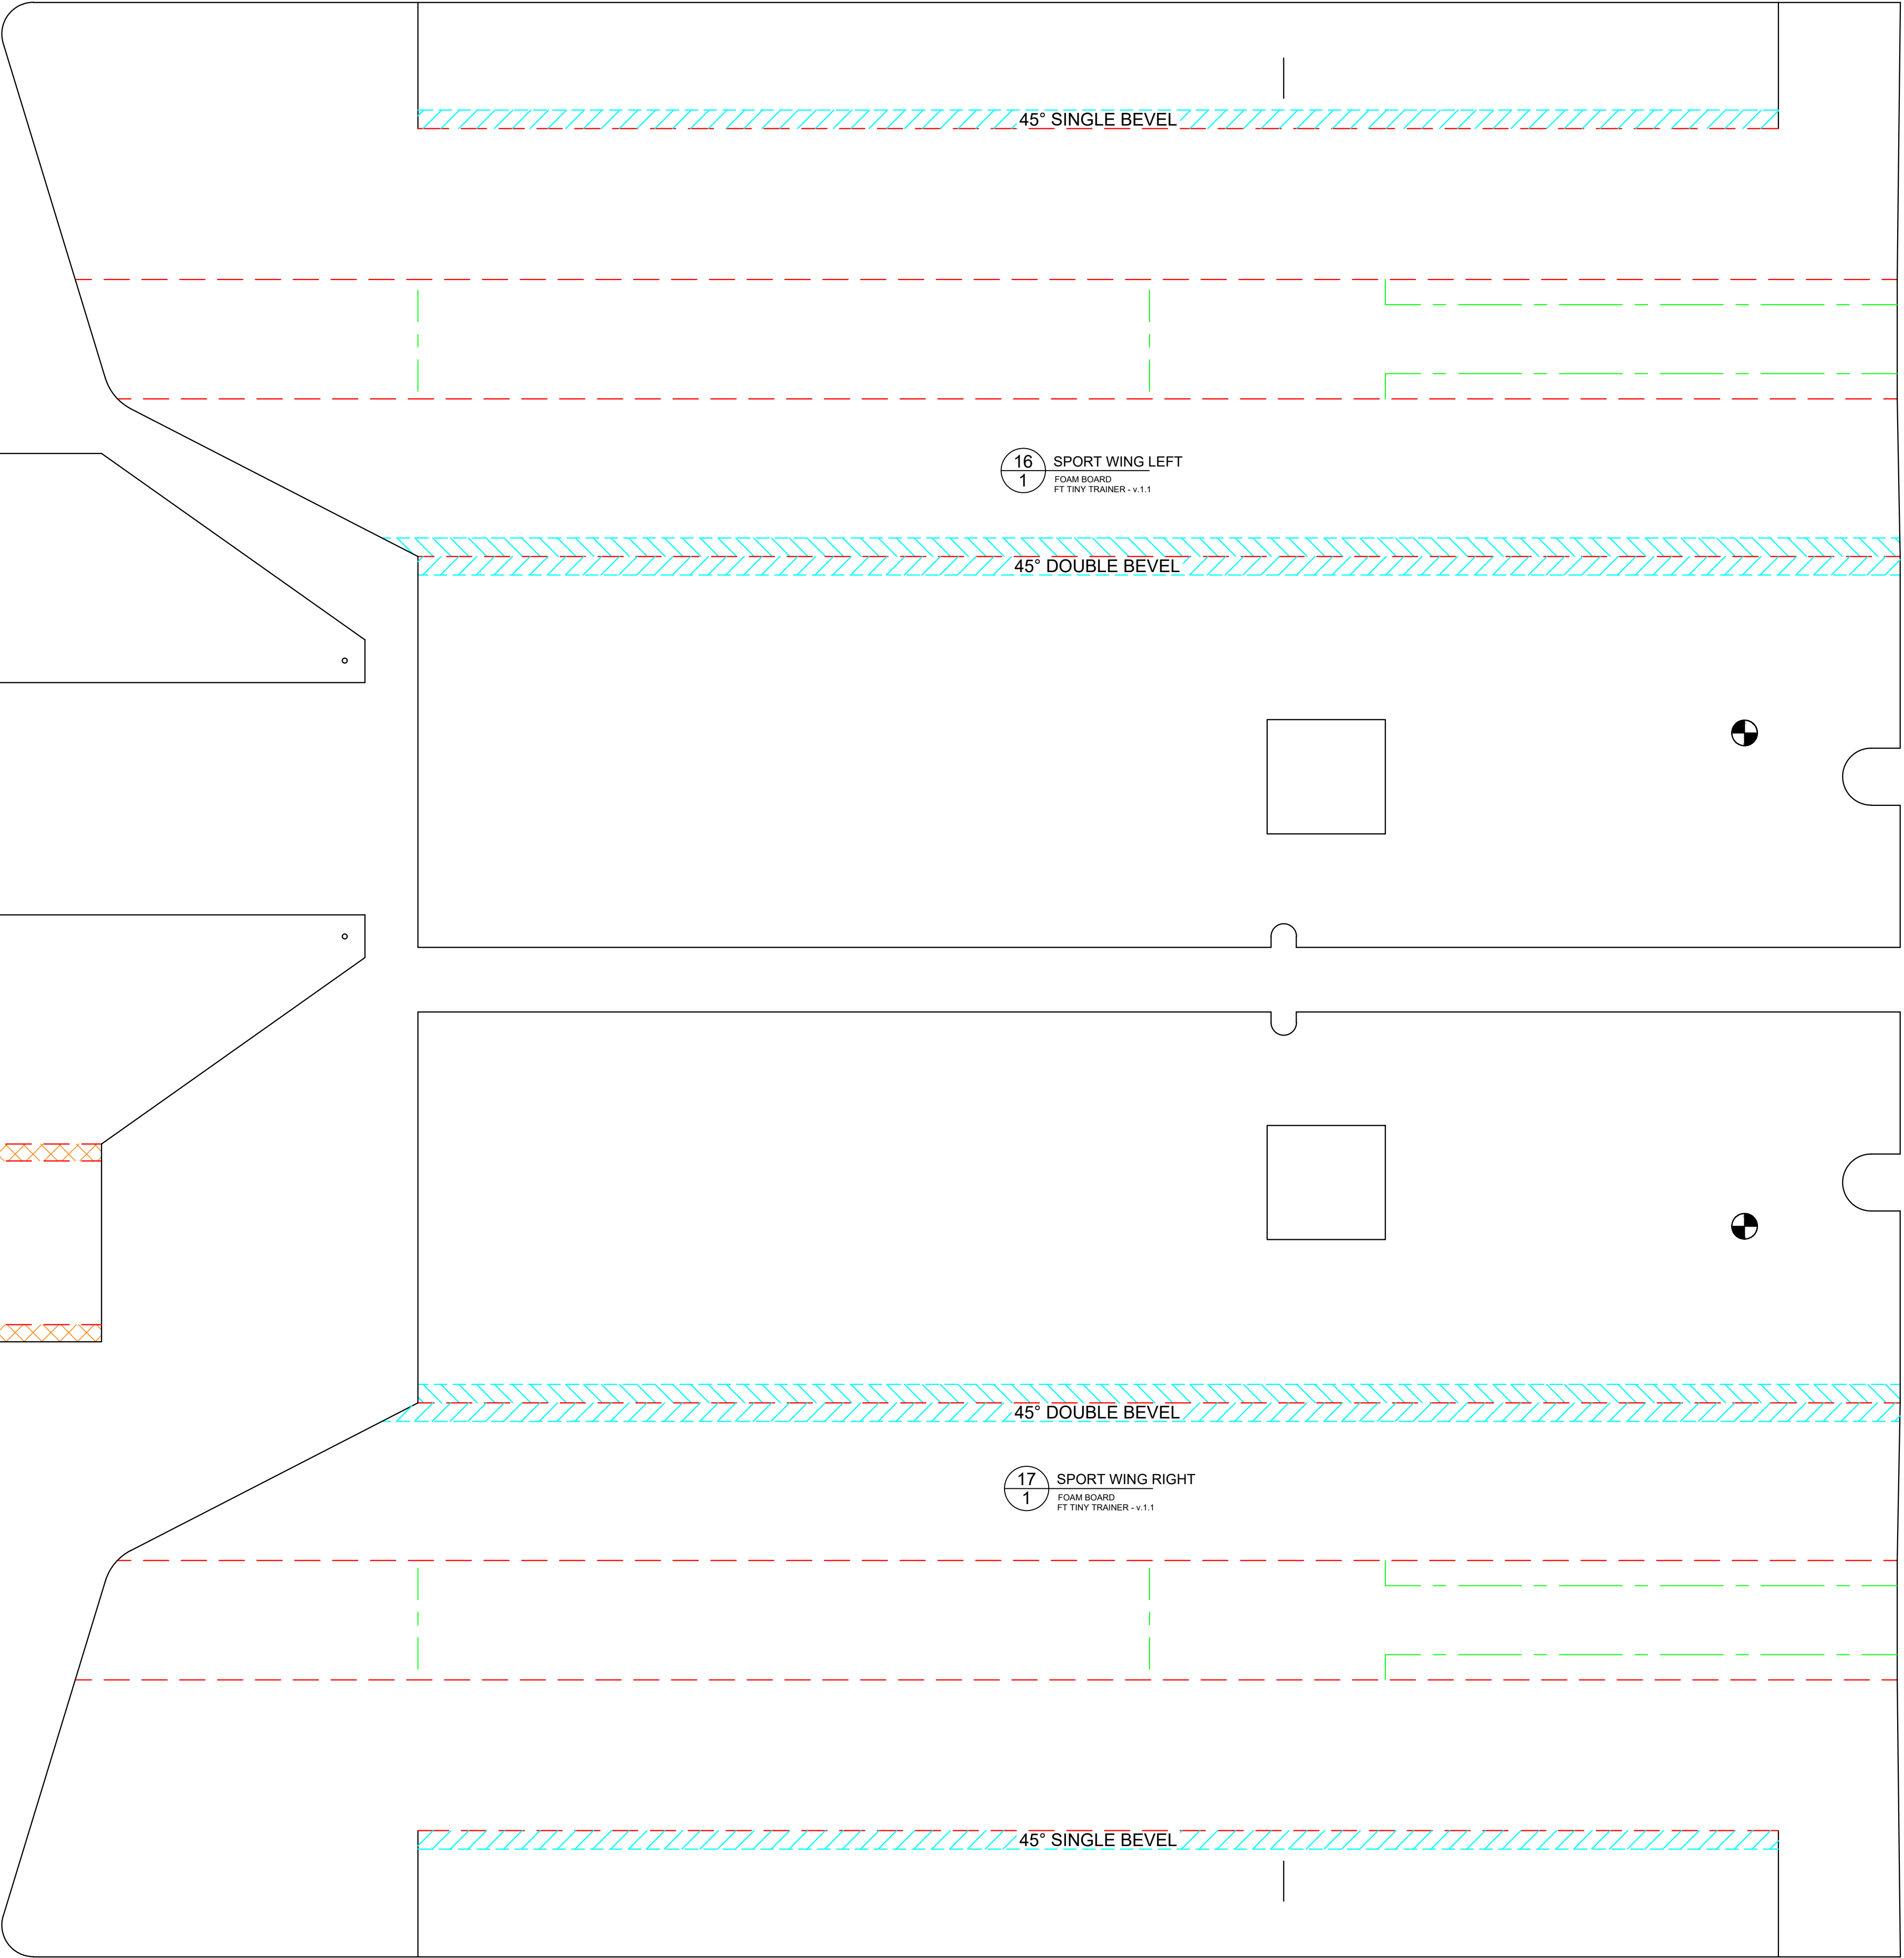 45° SINGLE BEVEL
16
1
SPORT WING LEFT
FOAM BOARD
FT TINY TRAINER - v.1.1
45° DOUBLE BEVEL
45° DOUBLE BEVEL
17
1
SPORT WING RIGHT
FOAM BOARD
FT TINY TRAINER - v.1.1
45° SINGLE BEVEL